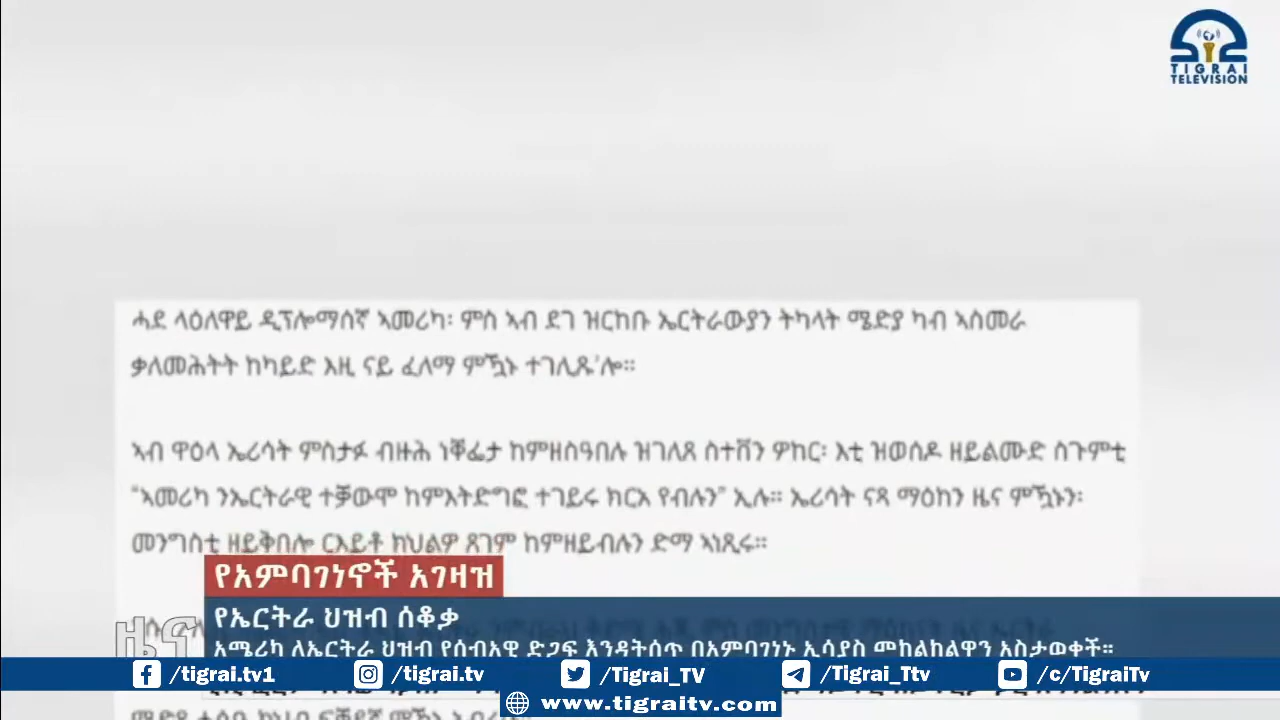 TIGRAI
TELEVISION
ሓደ ላዕለዋይ ዲፕሎማሰኛ ኣመሪካ፡ ምስ ኣብ ደገ ዝርከቡ ኤርትራውያን ትካላት ሜድያ ካብ ኣስመራ
ቃለመሕትት ከካይድ እዚ ናይ ፈለማ ምዃኑ ተገሊጹ'ሎ።
ኣብ ዋዕላ ኤሪሳት ምስታፉ ብዙሕ ነቐፌታ ከምዘስዓበሉ ዝገለጸ ስተቨን ዎከር፡ እቲ ዝወሰዶ ዘይልሙድ ስጉምቲ
“ኣመሪካ ንኤርትራዊ ተቓውሞ ከምእትድግፎ ተገይሩ ክርአ የብሉን” ኢሉ። ኤሪሳት ናጻ ማዕከን ዜና ምዃኑን፡
መንግስቲ ዘይቅበሎ ርእይቶ ክህልዎ ጸገም ከምዘይብሉን ድማ ኣነጺሩ።
የአምባገነኖች አገዛዝ
የኤርትራ ህዝብ ሰቆቃ
ዜና
አሜሪካ ለኤርትራ ህዝብ የሰብአዊ ድጋፍ እንዳትሰጥ በአምባገነኑ ኢሳያስ መከልከልዋን አስታወቀች።
/tigrai.tv1 /tigrai.tv /Tigrai_TV /Tigrai_Ttv /c/TigraiTv
www.tigraitv.com